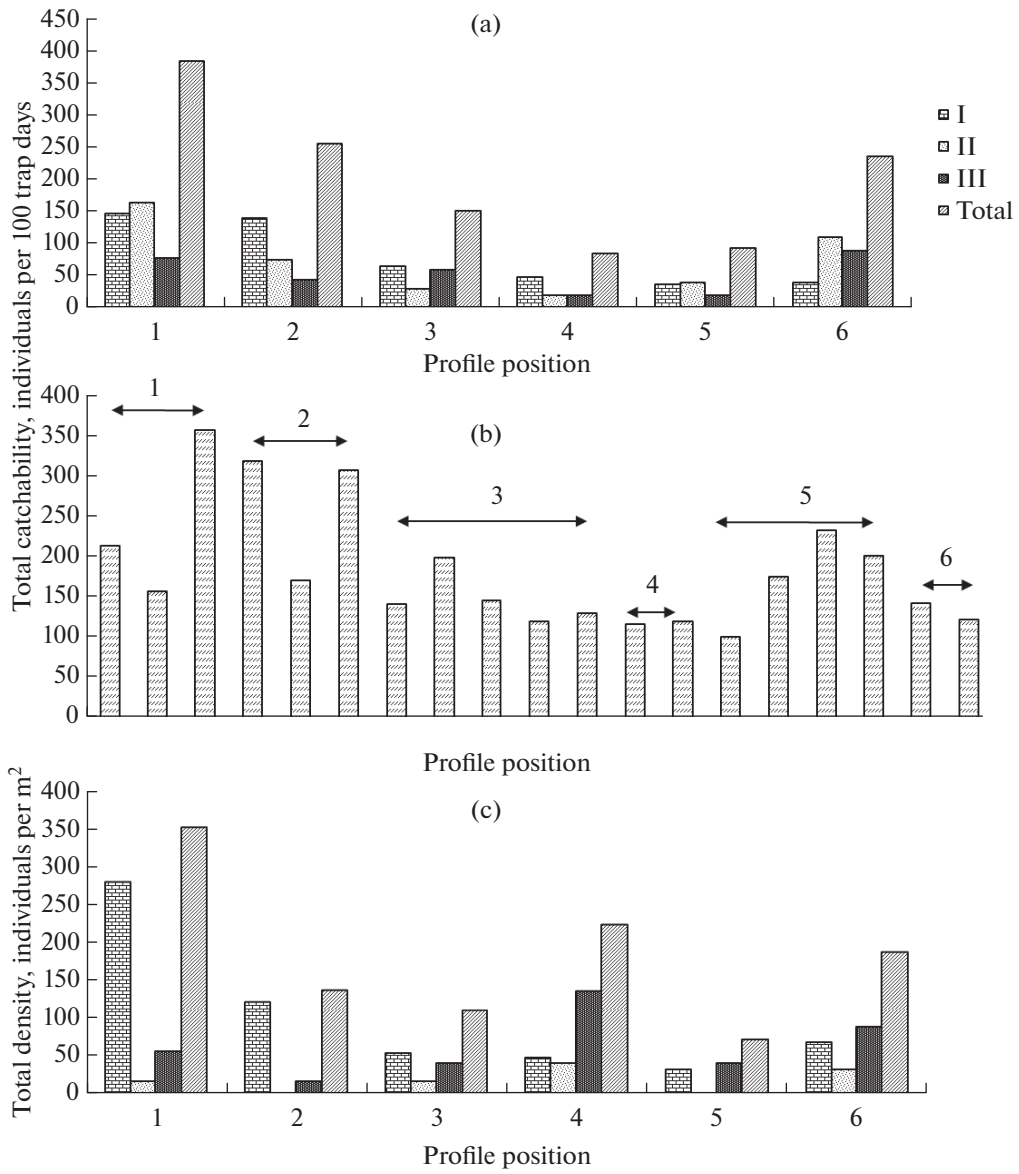 (a)
450
400
350
300
250
200
150
100
50
0
1 2 3 4 5 6
Profile position
I
II
III
Total
Total catchability, individuals per 100 trap days
(b)
400
350
300
250
200
150
100
50
0
1
2
3
4
5
6
Profile position
(c)
Total density, individuals per m²
400
350
300
250
200
150
100
50
0
1 2 3 4 5 6
Profile position